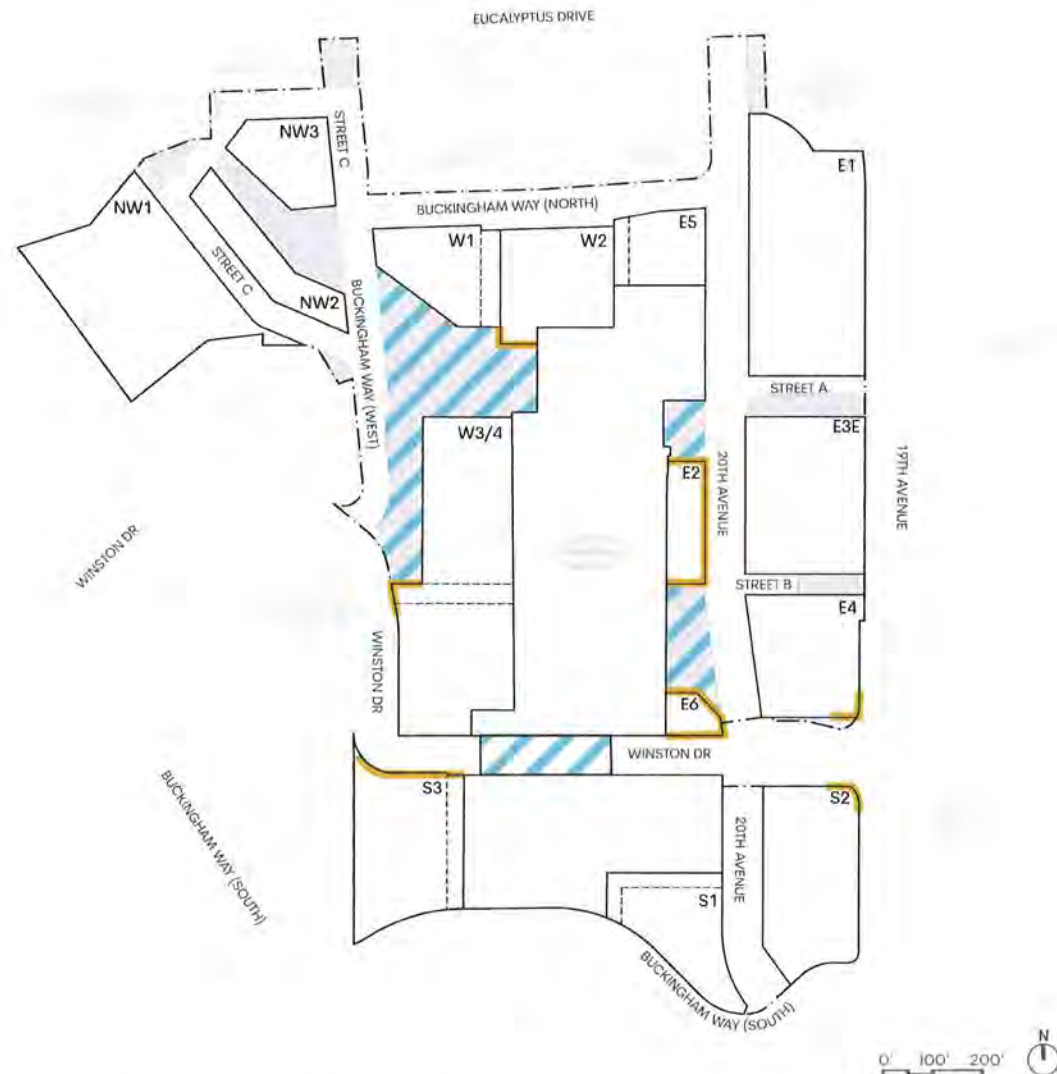 EUCALYPTUS DRIVE
NW3
STREET C
E1
NW1
BUCKINGHAM WAY (NORTH)
E5
W1
W2
STREET C
NW2
BUCKINGHAM WAY (WEST)
STREET A
W3/4
E3E
E2
20TH AVENUE
19TH AVENUE
WINSTON DR
STREET B
E4
WINSTON DR
E6
WINSTON DR
S3
S2
BUCKINGHAM WAY (SOUTH)
20TH AVENUE
S1
BUCKINGHAM WAY (SOUTH)
N
0' 100' 200'